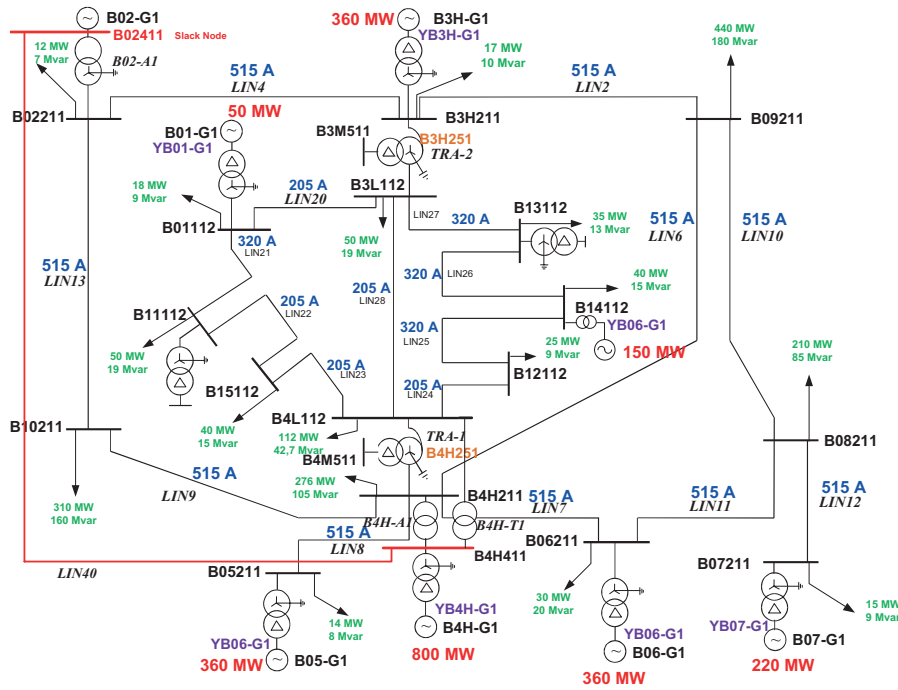 B02-G1
B02411
Slack Node
12 MW
7 Mvar
B02-A1
515 A
LIN4
B02211
360 MW
B3H-G1
YB3H-G1
17 MW
10 Mvar
515 A
LIN2
B3H211
440 MW
180 Mvar
B09211
50 MW
B01-G1
YB01-G1
B3M511
B3H251
TRA-2
18 MW
9 Mvar
205 A
LIN20
B3L112
B01112
320 A
LIN21
50 MW
19 Mvar
LIN27
320 A
B13112
35 MW
13 Mvar
515 A
LIN6
515 A
LIN10
515 A
LIN13
320 A
LIN26
205 A
LIN28
40 MW
15 Mvar
B14112
YB06-G1
150 MW
B11112
205 A
LIN22
50 MW
19 Mvar
320 A
LIN25
25 MW
9 Mvar
B12112
B15112
205 A
LIN23
205 A
LIN24
40 MW
15 Mvar
210 MW
85 Mvar
B10211
B4L112
112 MW
42,7 Mvar
TRA-1
B4H251
B4M511
B08211
310 MW
160 Mvar
515 A
LIN9
276 MW
105 Mvar
B4H211
515 A
LIN7
515 A
LIN11
515 A
LIN12
B4H-A1
B4H-T1
515 A
LIN8
B4H411
B06211
LIN40
B05211
B07211
YB06-G1
14 MW
8 Mvar
YB4H-G1
B4H-G1
30 MW
20 Mvar
YB06-G1
B06-G1
YB07-G1
15 MW
9 Mvar
360 MW
B05-G1
800 MW
360 MW
B07-G1
220 MW